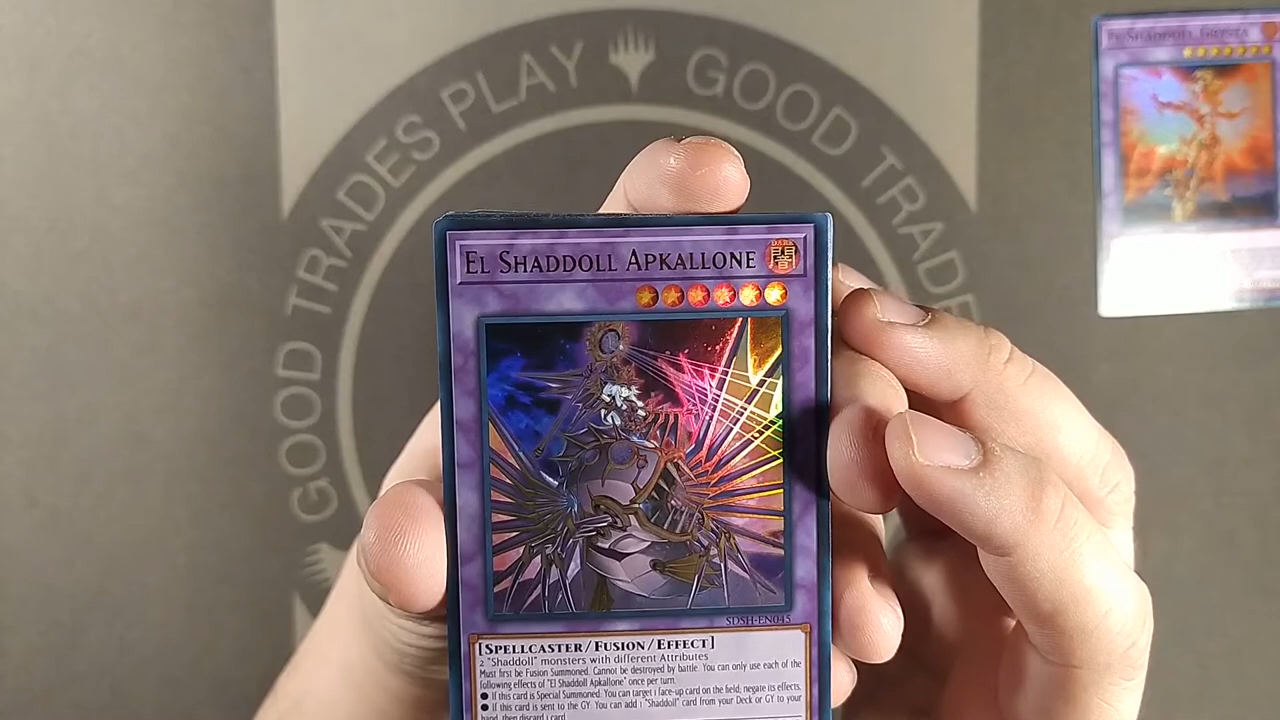 GOOD TRADES PLAY
GOOD TRADE
EL SHADDOLL GRYSTA
EL SHADDOLL APKALLONE
DARK
闇
SDSH-EN045
[SPELLCASTER/FUSION/EFFECT]
2 "Shaddoll" monsters with different Attributes
Must first be Fusion Summoned. Cannot be destroyed by battle. You can only use each of the
following effects of "El Shaddoll Apkallone" once per turn.
● If this card is Special Summoned: You can target 1 face-up card on the field; negate its effects.
● If this card is sent to the GY: You can add 1 "Shaddoll" card from your Deck or GY to your
hand, then discard 1 card.